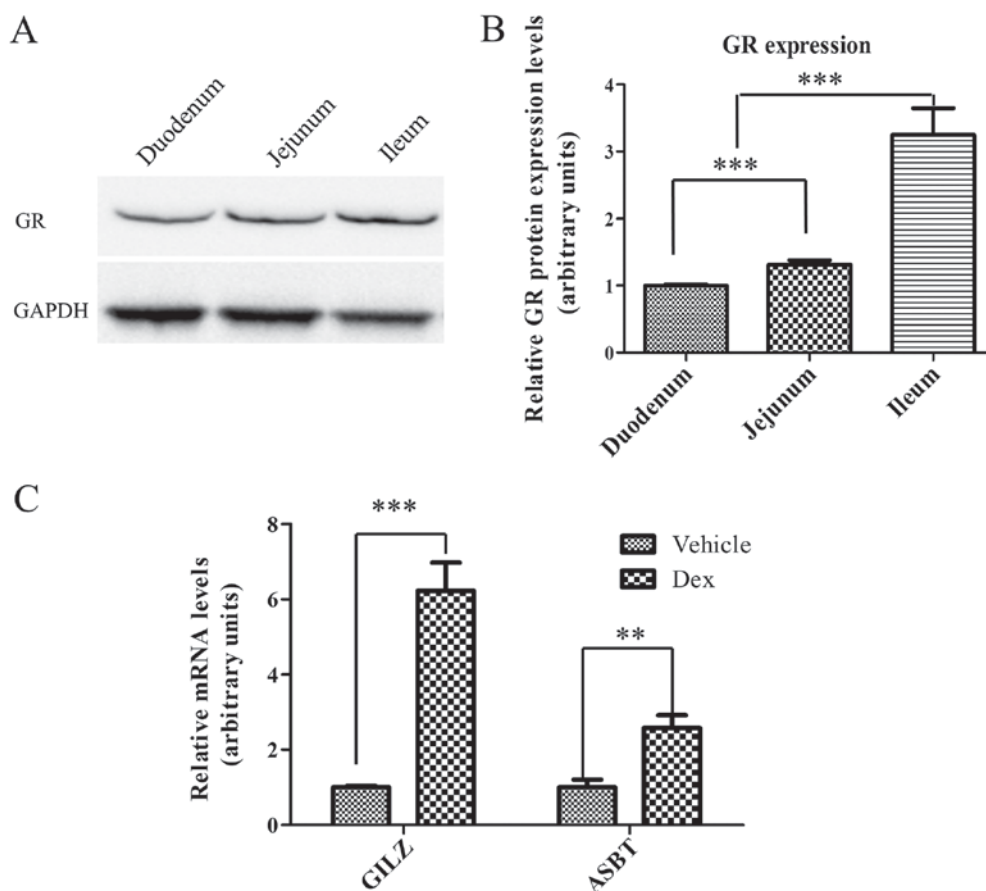 A
Duodenum
Jejunum
Ileum
GR
GAPDH
B
GR expression
Relative GR protein expression levels
(arbitrary units)
4
3
2
1
0
***
***
Duodenum
Jejunum
Ileum
C
Relative mRNA levels
(arbitrary units)
8
6
4
2
0
***
**
Vehicle
Dex
GILZ
ASBT